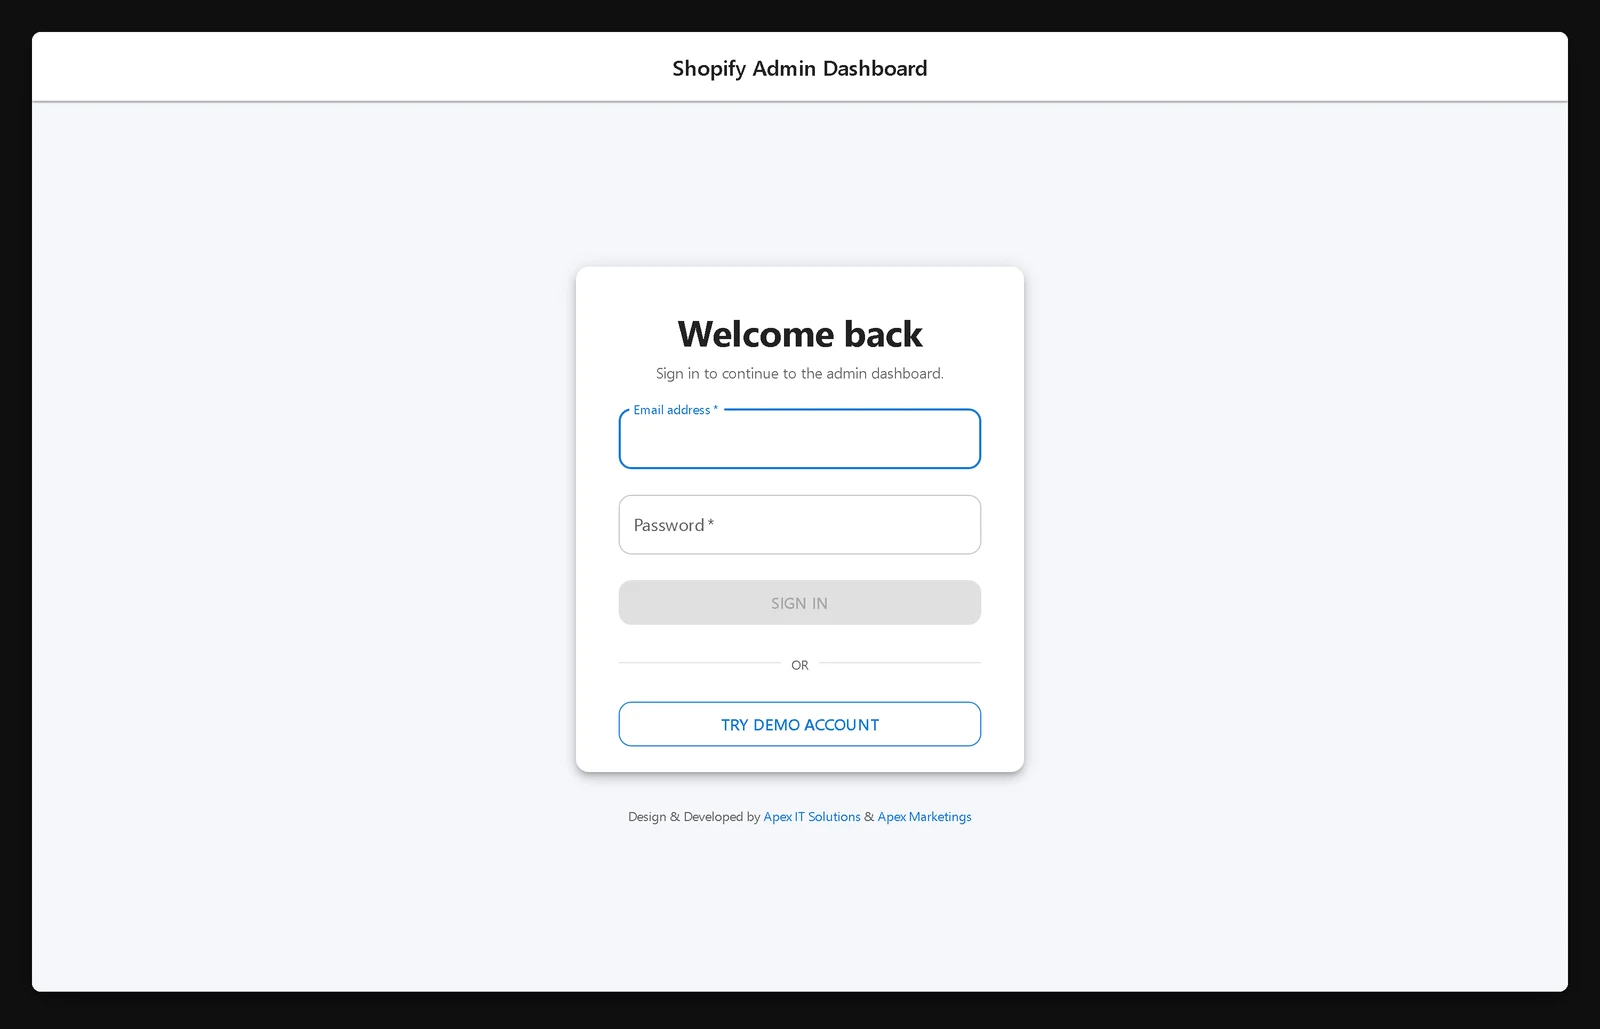 Shopify Admin Dashboard
Welcome back
Sign in to continue to the admin dashboard.
Email address *
Password *
SIGN IN
OR
TRY DEMO ACCOUNT
Design & Developed by Apex IT Solutions & Apex Marketings